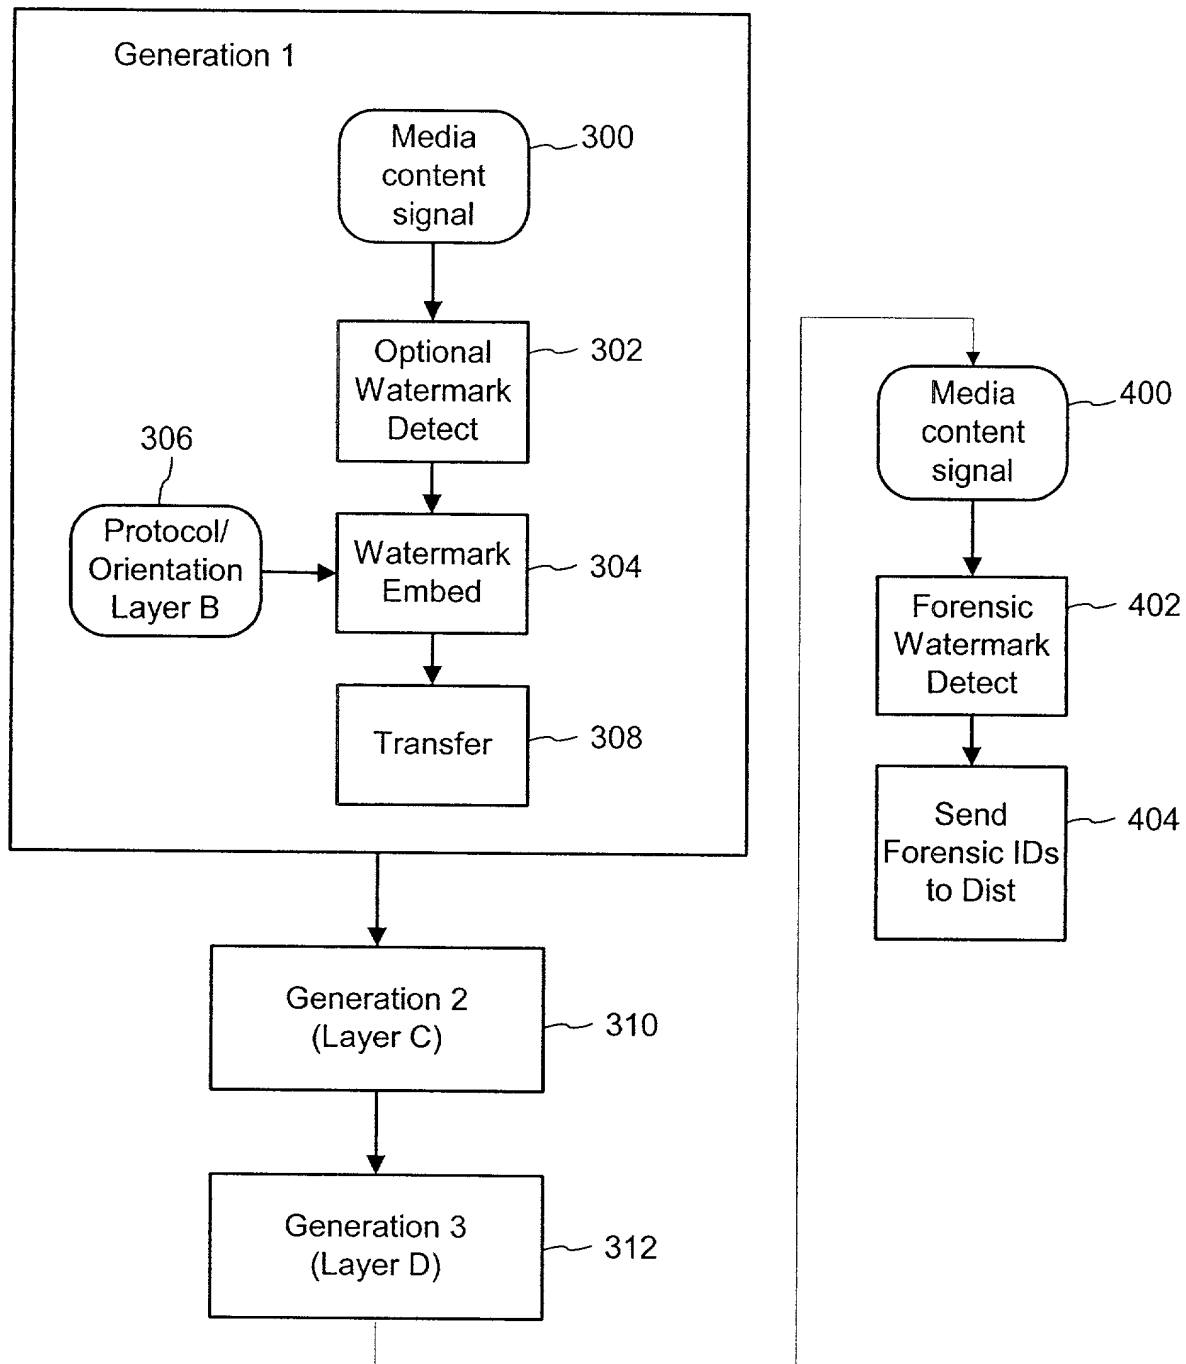 Generation 1
Media
content
signal
300
Optional
Watermark
Detect
302
306
Protocol/
Orientation
Layer B
Watermark
Embed
304
Transfer
308
Generation 2
(Layer C)
310
Generation 3
(Layer D)
312
Media
content
signal
400
Forensic
Watermark
Detect
402
Send
Forensic IDs
to Dist
404